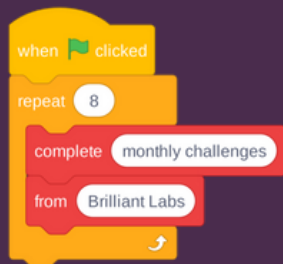 when clicked
repeat 8
complete monthly challenges
from Brilliant Labs